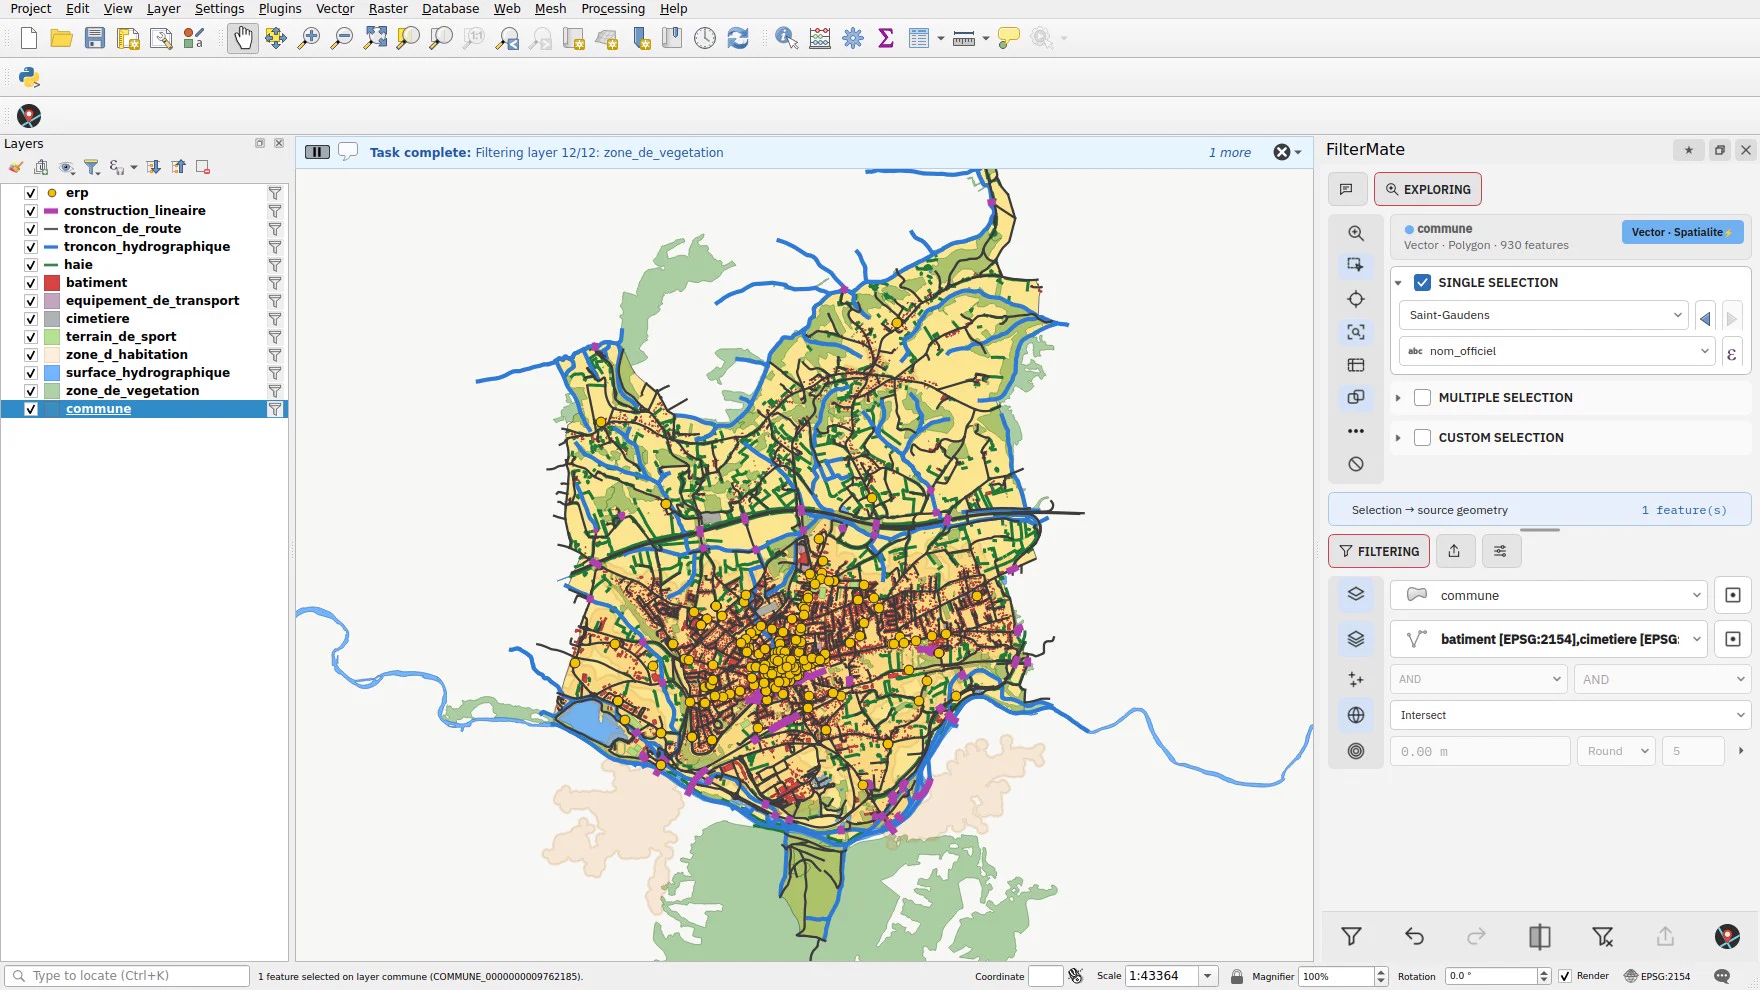 Project Edit View Layer Settings Plugins Vector Raster Database Web Mesh Processing Help
Layers
erp
construction_lineaire
troncon_de_route
troncon_hydrographique
haie
batiment
equipement_de_transport
cimetiere
terrain_de_sport
zone_d_habitation
surface_hydrographique
zone_de_vegetation
commune
Task complete: Filtering layer 12/12: zone_de_vegetation
1 more
FilterMate
EXPLORING
commune
Vector · Polygon · 930 features
Vector · Spatialite⚡
SINGLE SELECTION
Saint-Gaudens
abc nom_officiel
ε
MULTIPLE SELECTION
CUSTOM SELECTION
Selection → source geometry 1 feature(s)
FILTERING
commune
batiment [EPSG:2154],cimetiere [EPSG:
AND AND
Intersect
0.00 m Round 5
Type to locate (Ctrl+K)
1 feature selected on layer commune (COMMUNE_0000000009762185).
Coordinate
Scale 1:43364
Magnifier 100%
Rotation 0.0 °
Render
EPSG:2154